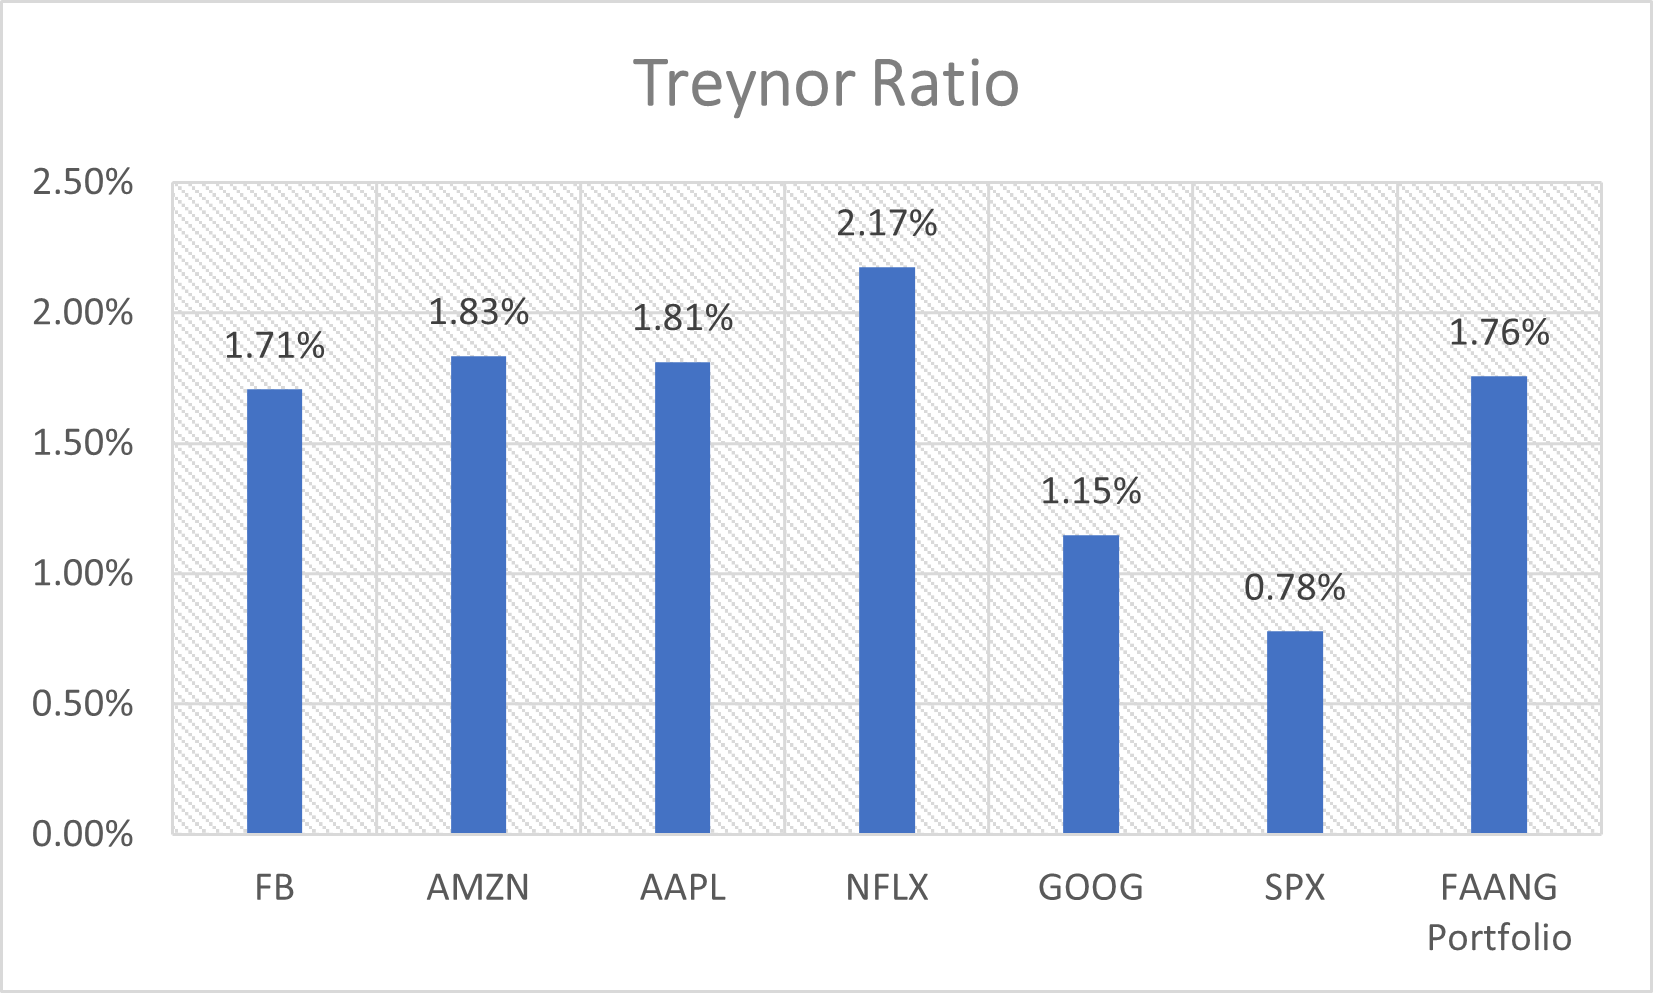 Treynor Ratio
2.50%
2.00%
1.50%
1.00%
0.50%
0.00%
1.71%
1.83%
1.81%
2.17%
1.15%
0.78%
1.76%
FB
AMZN
AAPL
NFLX
GOOG
SPX
FAANG
Portfolio